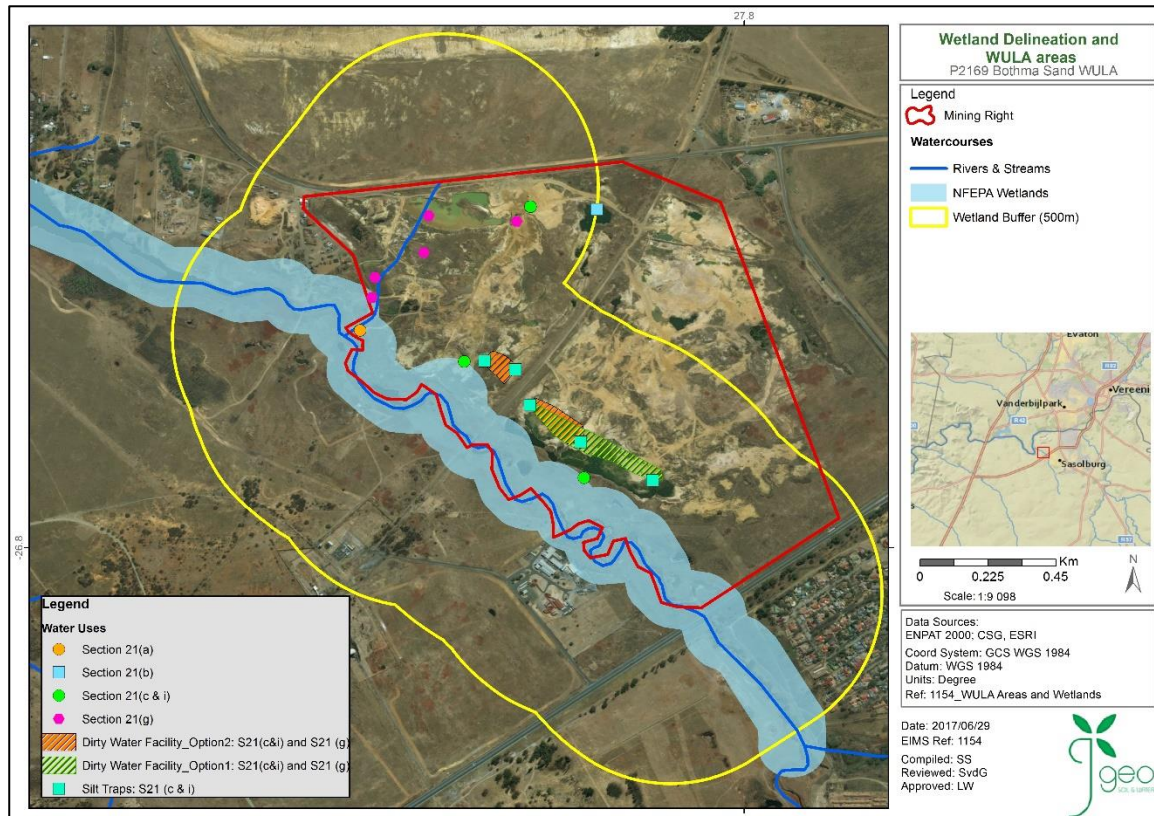 27.8
-26.8
Wetland Delineation and
WULA areas
P2169 Bothma Sand WULA
Legend
Mining Right
Watercourses
Rivers & Streams
NFEPA Wetlands
Wetland Buffer (500m)
Evaton
Vereeni
Vanderbijlpark
Sasolburg
Km
0 0.225 0.45
N
Scale: 1:9 098
Data Sources:
ENPAT 2000; CSG, ESRI
Coord System: GCS WGS 1984
Datum: WGS 1984
Units: Degree
Ref: 1154_WULA Areas and Wetlands
Date: 2017/06/29
EIMS Ref: 1154
Compiled: SS
Reviewed: SvdG
Approved: LW
geo
SOIL & WATER
Legend
Water Uses
Section 21(a)
Section 21(b)
Section 21(c & i)
Section 21(g)
Dirty Water Facility_Option2: S21(c&i) and S21 (g)
Dirty Water Facility_Option1: S21(c&i) and S21 (g)
Silt Traps: S21 (c & i)